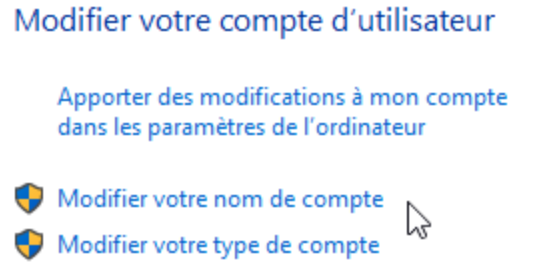 Modifier votre compte d’utilisateur
Apporter des modifications à mon compte
dans les paramètres de l’ordinateur
Modifier votre nom de compte
Modifier votre type de compte